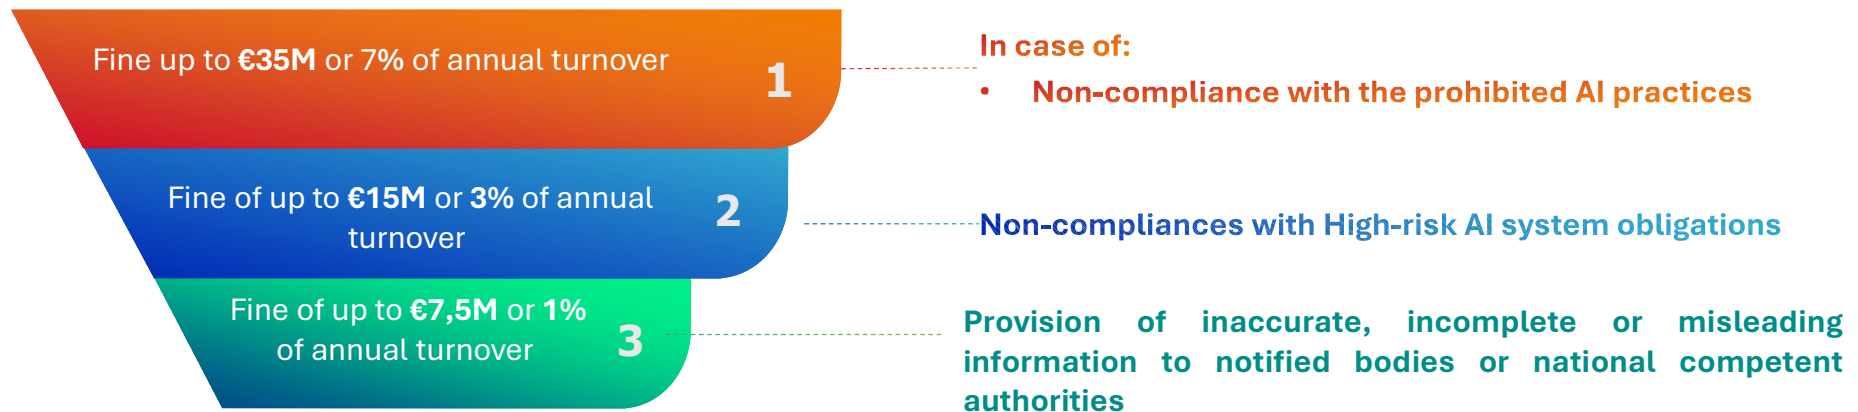 Fine up to €35M or 7% of annual turnover
1
In case of:
• Non-compliance with the prohibited AI practices
Fine of up to €15M or 3% of annual
turnover
2
Non-compliances with High-risk AI system obligations
Fine of up to €7,5M or 1%
of annual turnover
3
Provision of inaccurate, incomplete or misleading
information to notified bodies or national competent
authorities